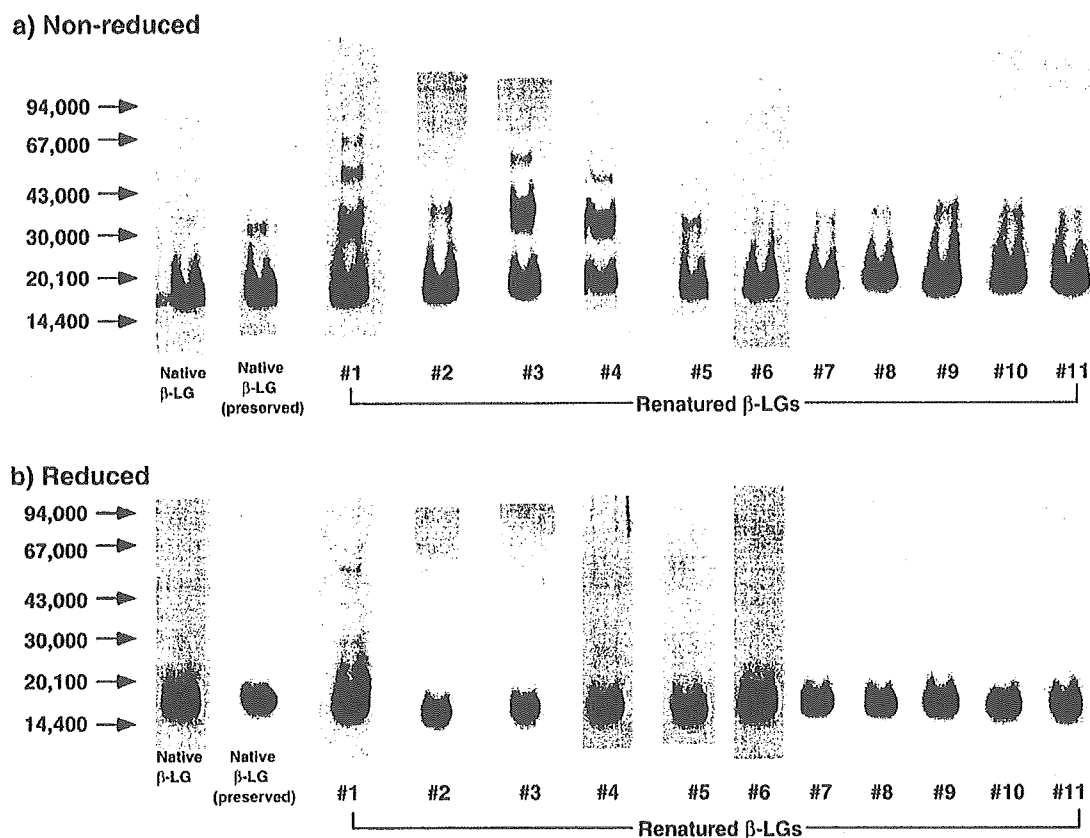 a) Non-reduced
94,000
67,000
43,000
30,000
20,100
14,400
Native β-LG
Native β-LG (preserved)
#1 #2 #3 #4 #5 #6 #7 #8 #9 #10 #11
Renatured β-LGs
b) Reduced
94,000
67,000
43,000
30,000
20,100
14,400
Native β-LG
Native β-LG (preserved)
#1 #2 #3 #4 #5 #6 #7 #8 #9 #10 #11
Renatured β-LGs